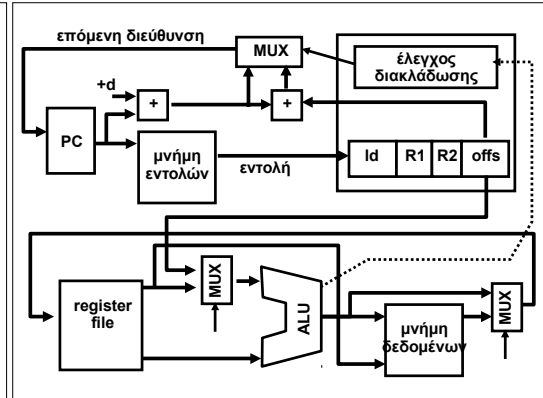 επόμενη διεύθυνση
MUX
έλεγχος
διακλάδωσης
+d
+
+
PC
μνήμη
εντολών
εντολή
ld
R1
R2
offs
register
file
MUX
ALU
μνήμη
δεδομένων
MUX